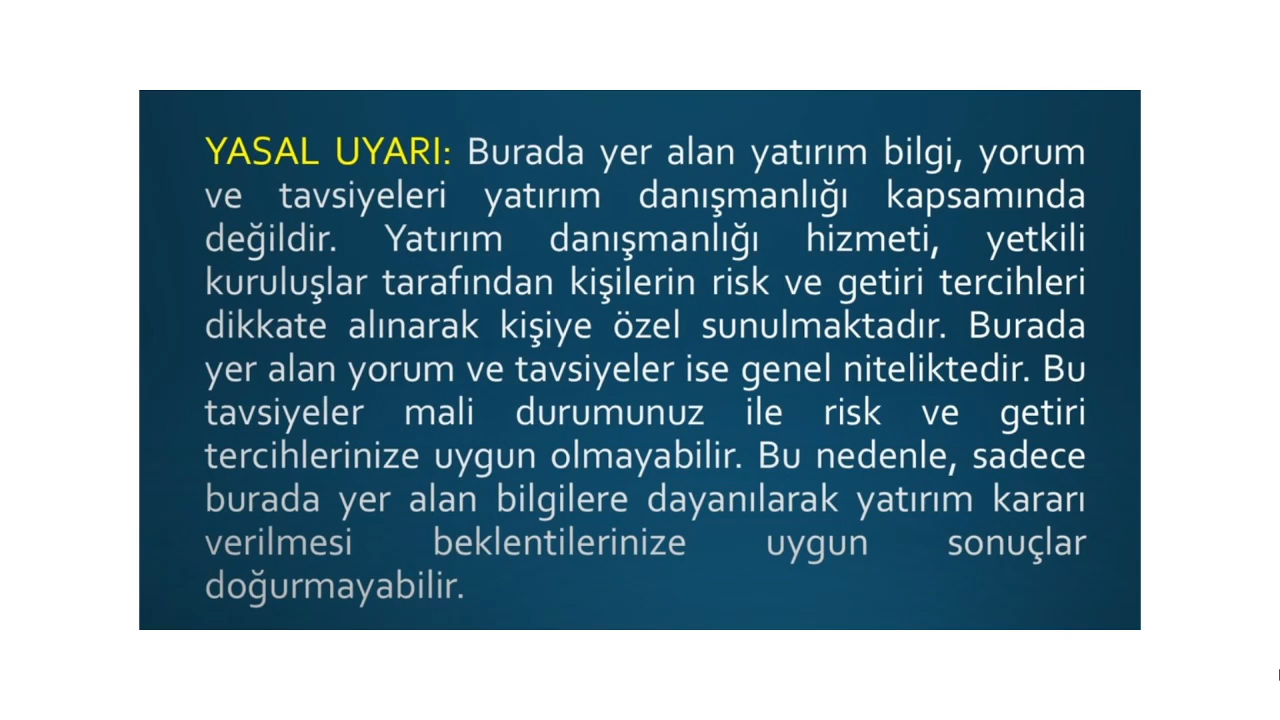 YASAL UYARI: Burada yer alan yatırım bilgi, yorum
ve tavsiyeleri yatırım danışmanlığı kapsamında
değildir. Yatırım danışmanlığı hizmeti, yetkili
kuruluşlar tarafından kişilerin risk ve getiri tercihleri
dikkate alınarak kişiye özel sunulmaktadır. Burada
yer alan yorum ve tavsiyeler ise genel niteliktedir. Bu
tavsiyeler mali durumunuz ile risk ve getiri
tercihlerinize uygun olmayabilir. Bu nedenle, sadece
burada yer alan bilgilere dayanılarak yatırım kararı
verilmesi beklentilerinize uygun sonuçlar
doğurmayabilir.